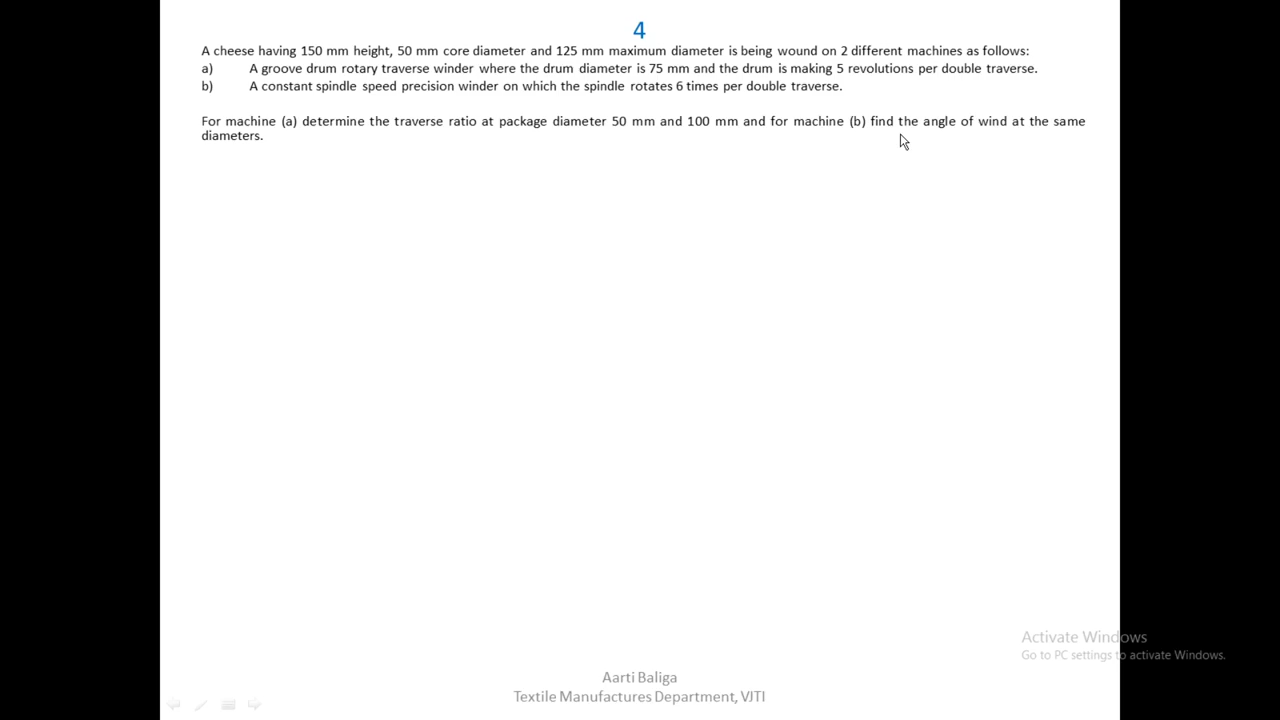 4
A cheese having 150 mm height, 50 mm core diameter and 125 mm maximum diameter is being wound on 2 different machines as follows:
a) A groove drum rotary traverse winder where the drum diameter is 75 mm and the drum is making 5 revolutions per double traverse.
b) A constant spindle speed precision winder on which the spindle rotates 6 times per double traverse.
For machine (a) determine the traverse ratio at package diameter 50 mm and 100 mm and for machine (b) find the angle of wind at the same
diameters.
Activate Windows
Go to PC settings to activate Windows.
Aarti Baliga
Textile Manufactures Department, VJTI